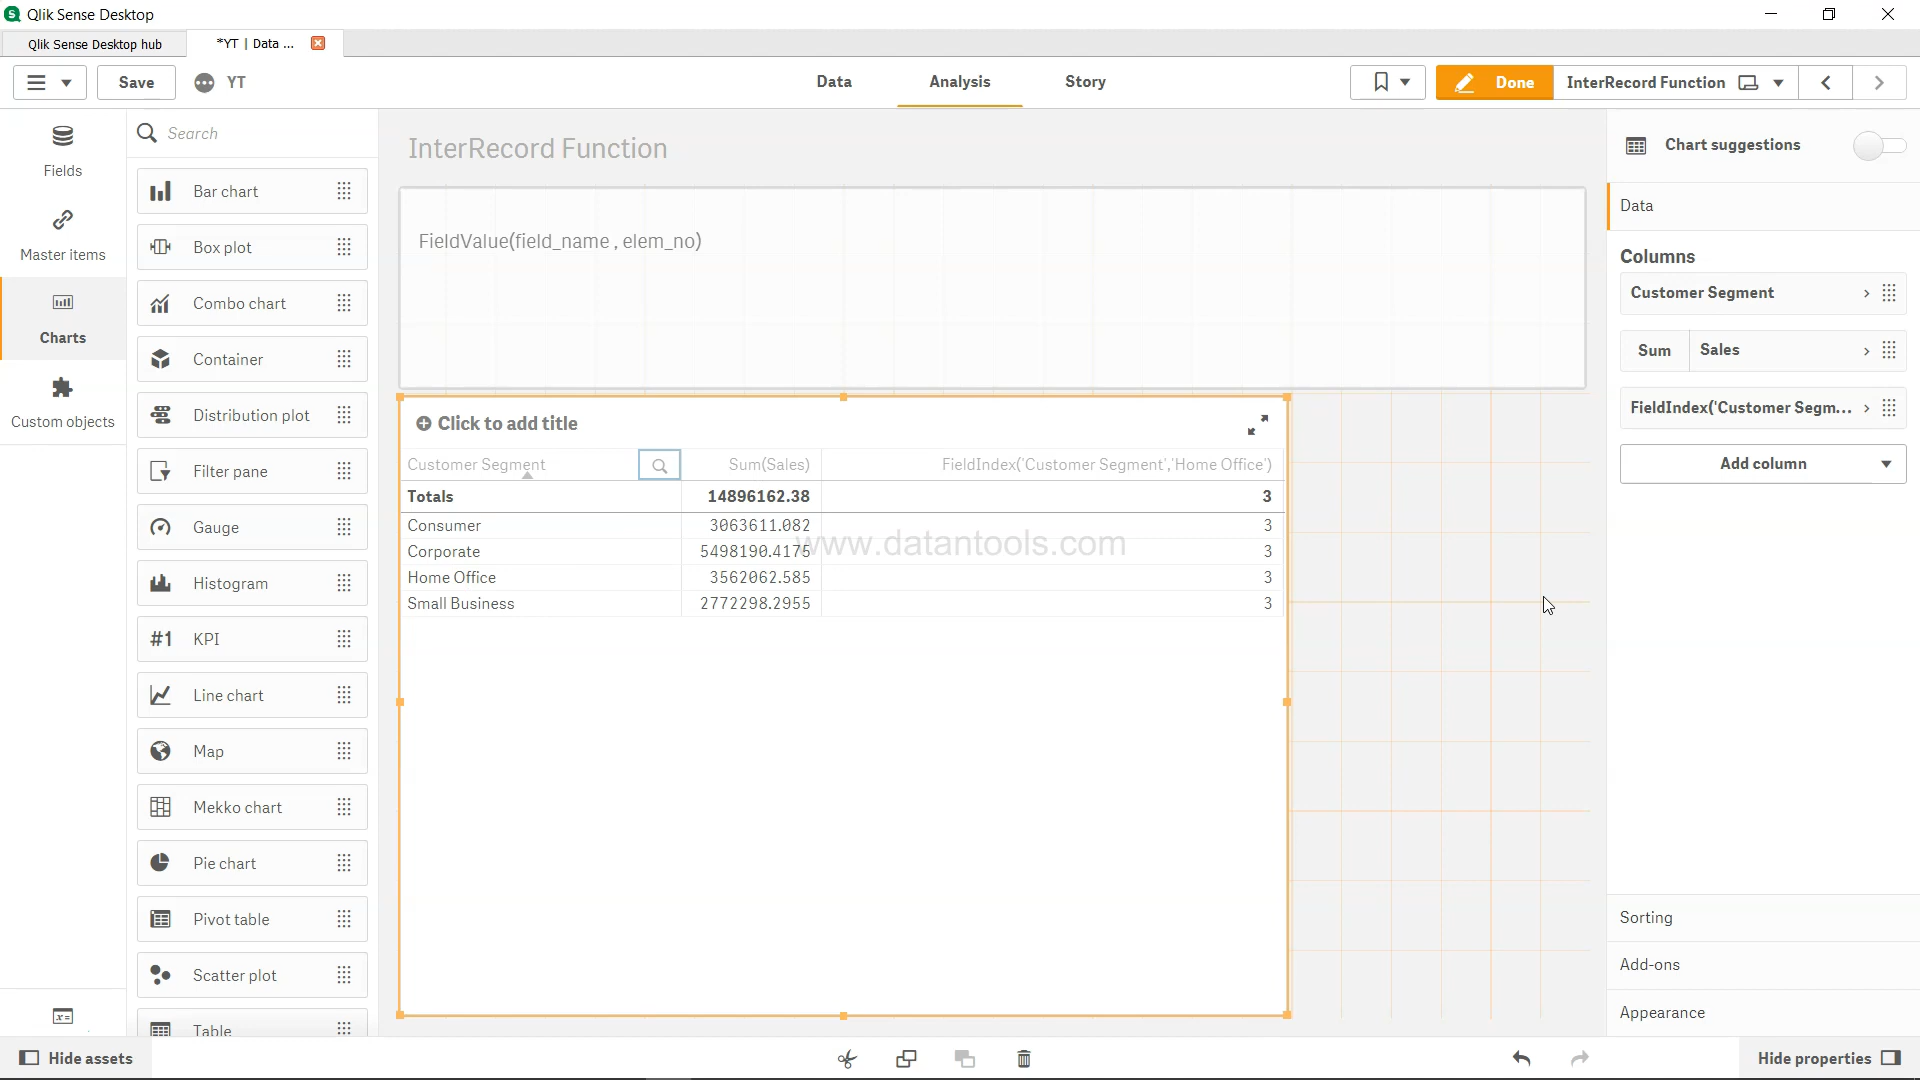 Qlik Sense Desktop
Qlik Sense Desktop hub
*YT | Data ...
Save
YT
Data
Analysis
Story
Done
InterRecord Function
Fields
Master items
Charts
Custom objects
Search
Bar chart
Box plot
Combo chart
Container
Distribution plot
Filter pane
Gauge
Histogram
#1 KPI
Line chart
Map
Mekko chart
Pie chart
Pivot table
Scatter plot
Table
InterRecord Function
FieldValue(field_name , elem_no)
Click to add title
Customer Segment Sum(Sales) FieldIndex('Customer Segment','Home Office')
Totals 14896162.38 3
Consumer 3063611.082 3
Corporate 5498190.4175 3
Home Office 3562062.585 3
Small Business 2772298.2955 3
www.datantools.com
Chart suggestions
Data
Columns
Customer Segment
Sum Sales
FieldIndex('Customer Segm...
Add column
Sorting
Add-ons
Appearance
Hide assets
Hide properties